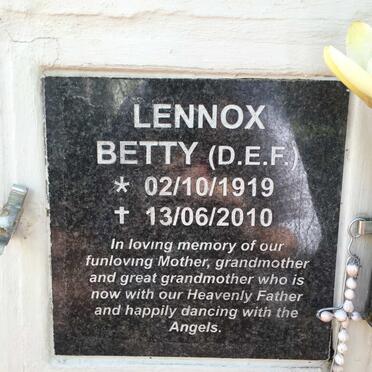 LENNOX
BETTY (D.E.F.)
* 02/10/1919
✝ 13/06/2010
In loving memory of our
funloving Mother, grandmother
and great grandmother who is
now with our Heavenly Father
and happily dancing with the
Angels.